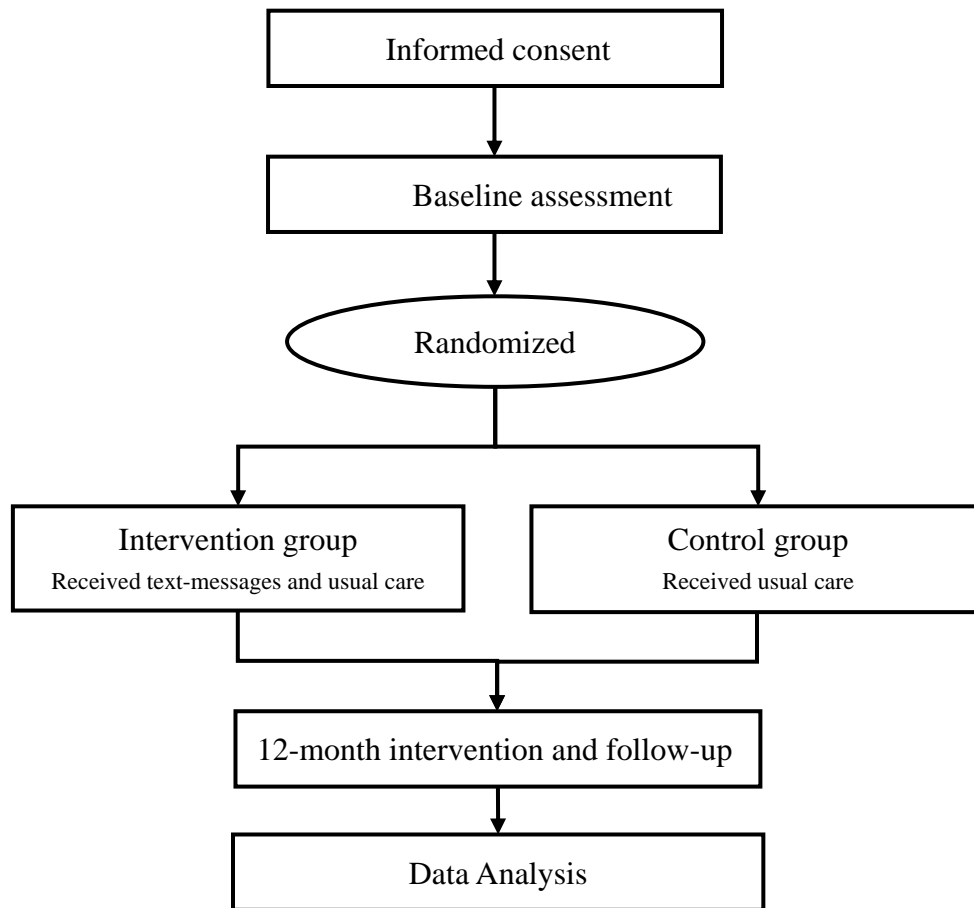 Informed consent
Baseline assessment
Randomized
Intervention group
Received text-messages and usual care
Control group
Received usual care
12-month intervention and follow-up
Data Analysis